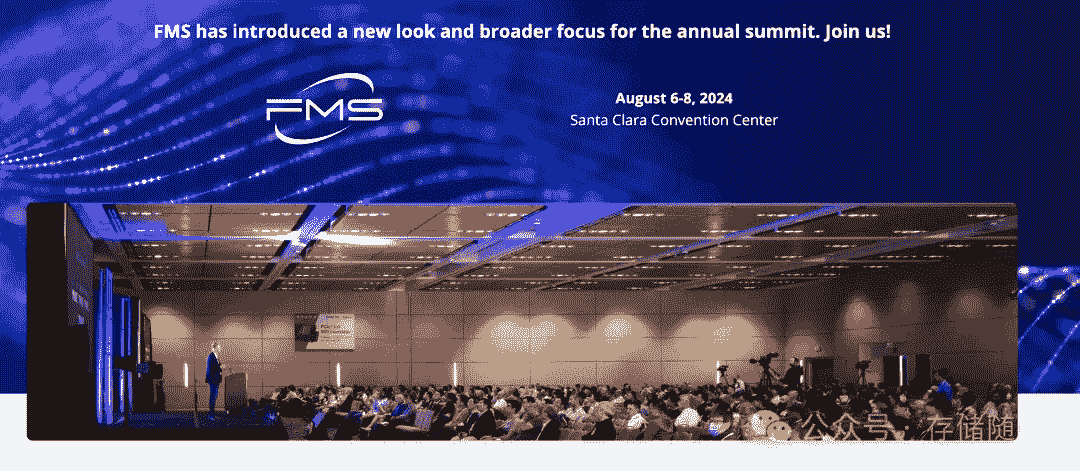 FMS has introduced a new look and broader focus for the annual summit. Join us!
FMS
August 6-8, 2024
Santa Clara Convention Center
公众号 · 存储随